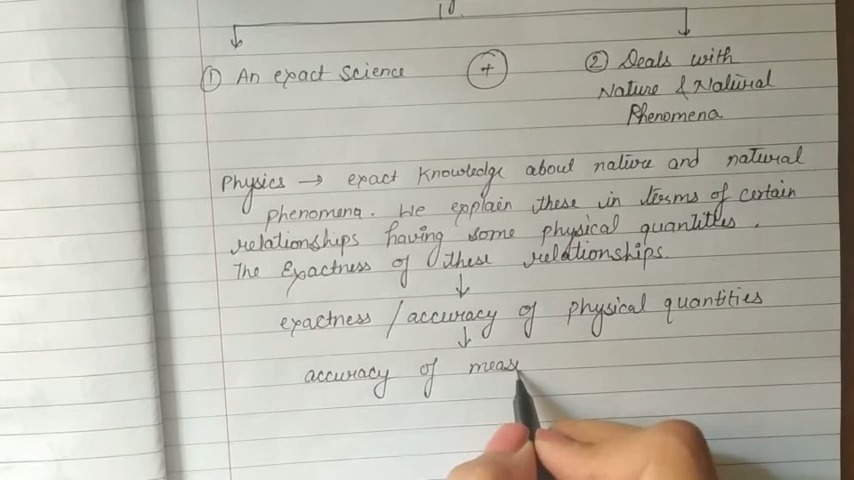 ① An exact science
+
② Deals with
Nature & Natural
Phenomena
Physics → exact knowledge about nature and natural
phenomena. We explain these in terms of certain
relationships having some physical quantities.
The Exactness of these relationships.
↓
exactness / accuracy of physical quantities
↓
accuracy of meas